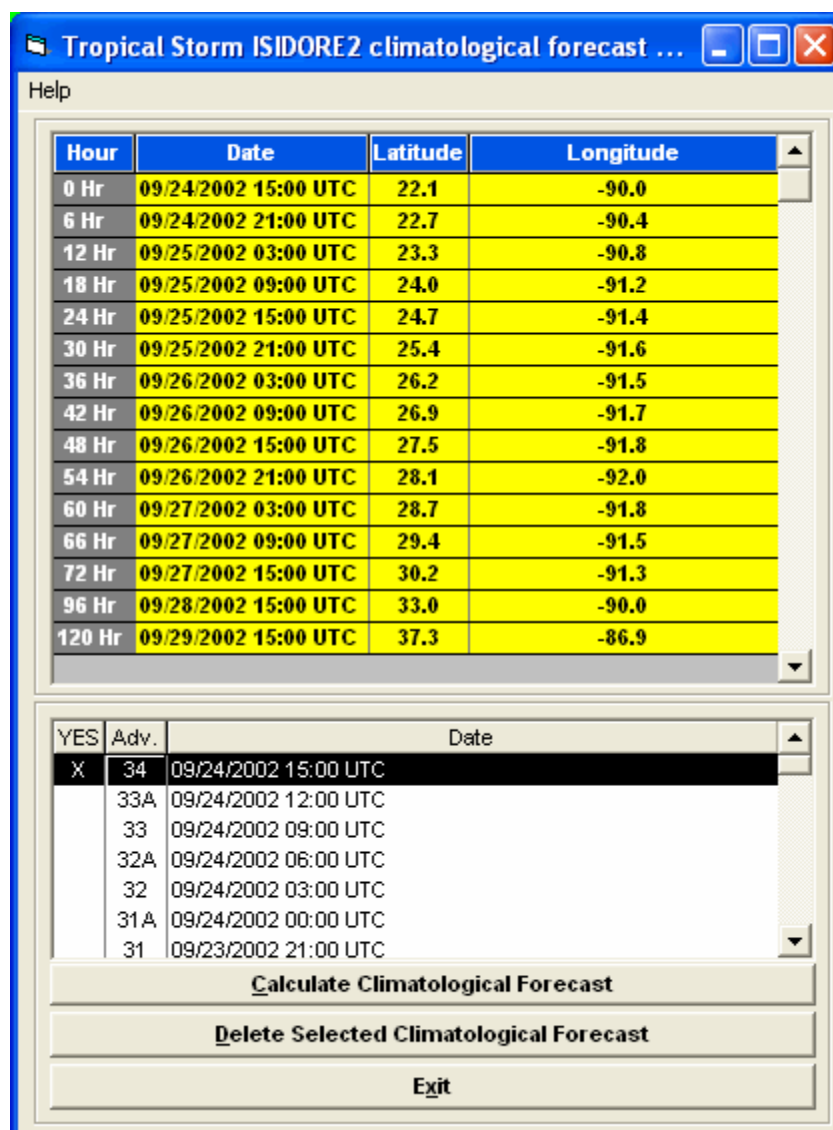 Tropical Storm ISIDORE2 climatological forecast ...
Help
Hour Date Latitude Longitude
0 Hr 09/24/2002 15:00 UTC 22.1 -90.0
6 Hr 09/24/2002 21:00 UTC 22.7 -90.4
12 Hr 09/25/2002 03:00 UTC 23.3 -90.8
18 Hr 09/25/2002 09:00 UTC 24.0 -91.2
24 Hr 09/25/2002 15:00 UTC 24.7 -91.4
30 Hr 09/25/2002 21:00 UTC 25.4 -91.6
36 Hr 09/26/2002 03:00 UTC 26.2 -91.5
42 Hr 09/26/2002 09:00 UTC 26.9 -91.7
48 Hr 09/26/2002 15:00 UTC 27.5 -91.8
54 Hr 09/26/2002 21:00 UTC 28.1 -92.0
60 Hr 09/27/2002 03:00 UTC 28.7 -91.8
66 Hr 09/27/2002 09:00 UTC 29.4 -91.5
72 Hr 09/27/2002 15:00 UTC 30.2 -91.3
96 Hr 09/28/2002 15:00 UTC 33.0 -90.0
120 Hr 09/29/2002 15:00 UTC 37.3 -86.9
YES Adv. Date
X 34 09/24/2002 15:00 UTC
33A 09/24/2002 12:00 UTC
33 09/24/2002 09:00 UTC
32A 09/24/2002 06:00 UTC
32 09/24/2002 03:00 UTC
31A 09/24/2002 00:00 UTC
31 09/23/2002 21:00 UTC
Calculate Climatological Forecast
Delete Selected Climatological Forecast
Exit